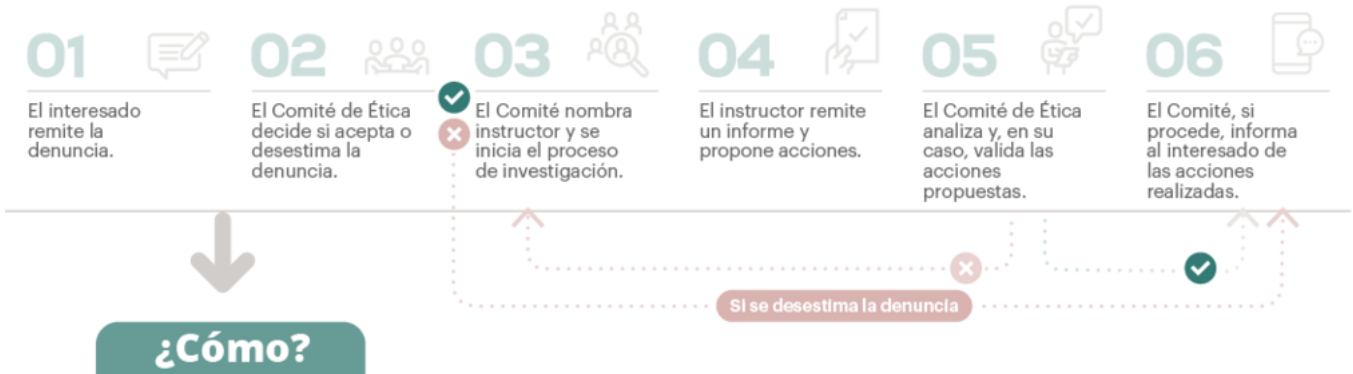 01
El interesado
remite la
denuncia.
02
El Comité de Ética
decide si acepta o
desestima la
denuncia.
03
El Comité nombra
instructor y se
inicia el proceso
de investigación.
04
El instructor remite
un informe y
propone acciones.
05
El Comité de Ética
analiza y, en su
caso, valida las
acciones
propuestas.
06
El Comité, si
procede, informa
al interesado de
las acciones
realizadas.
Si se desestima la denuncia
¿Cómo?